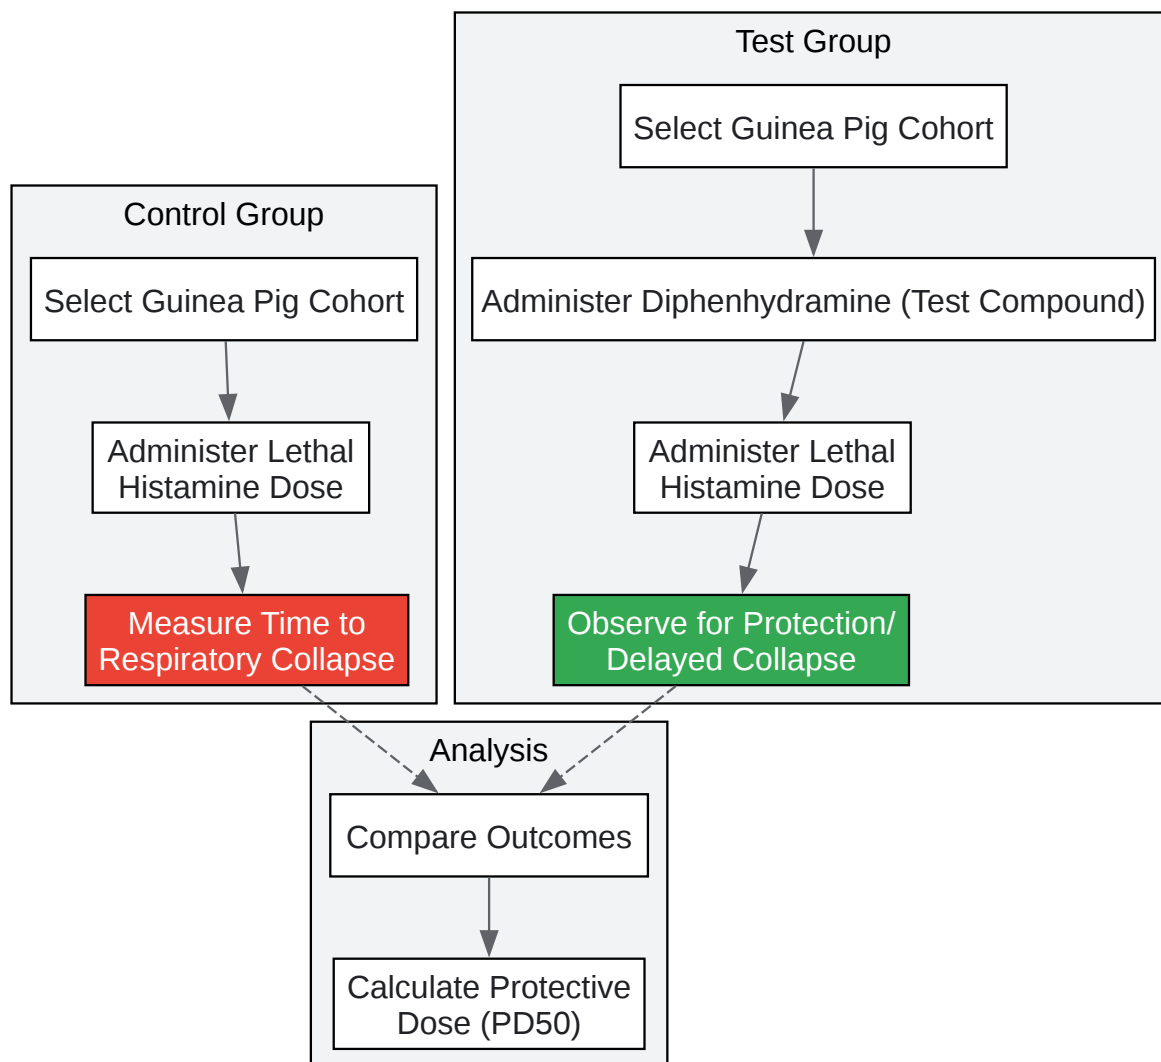 Test Group
Select Guinea Pig Cohort
Administer Diphenhydramine (Test Compound)
Administer Lethal
Histamine Dose
Observe for Protection/
Delayed Collapse
Control Group
Select Guinea Pig Cohort
Administer Lethal
Histamine Dose
Measure Time to
Respiratory Collapse
Analysis
Compare Outcomes
Calculate Protective
Dose (PD50)